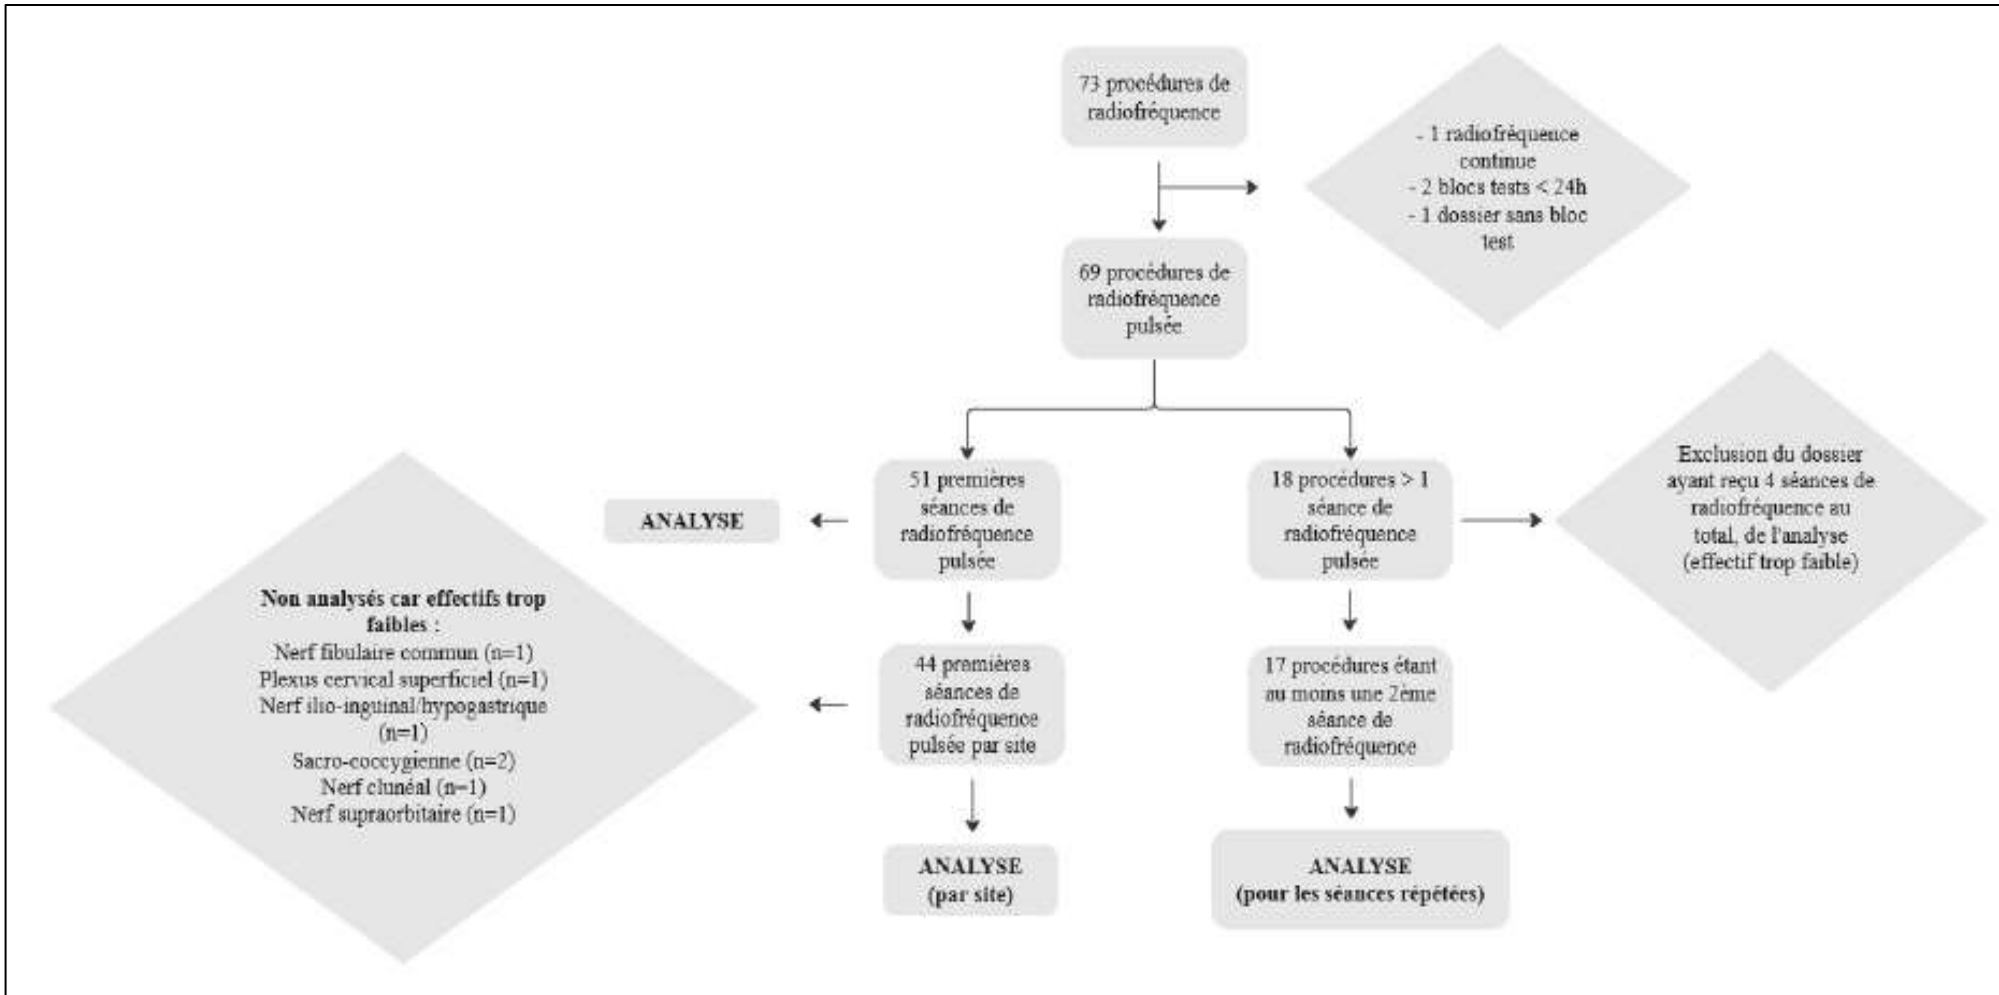 73 procédures de
radiofréquence
- 1 radiofréquence
continue
- 2 blocs tests < 24h
- 1 dossier sans bloc
test
69 procédures de
radiofréquence
pulsée
51 premières
séances de
radiofréquence
pulsée
18 procédures > 1
séance de
radiofréquence
pulsée
Exclusion du dossier
ayant reçu 4 séances de
radiofréquence au
total, de l'analyse
(effectif trop faible)
ANALYSE
Non analysés car effectifs trop
faibles :
Nerf fibulaire commun (n=1)
Plexus cervical superficiel (n=1)
Nerf ilio-inguinal/hypogastrique
(n=1)
Sacro-coccygienne (n=2)
Nerf clunéal (n=1)
Nerf supraorbitaire (n=1)
44 premières
séances de
radiofréquence
pulsée par site
17 procédures étant
au moins une 2ème
séance de
radiofréquence
ANALYSE
(par site)
ANALYSE
(pour les séances répétées)